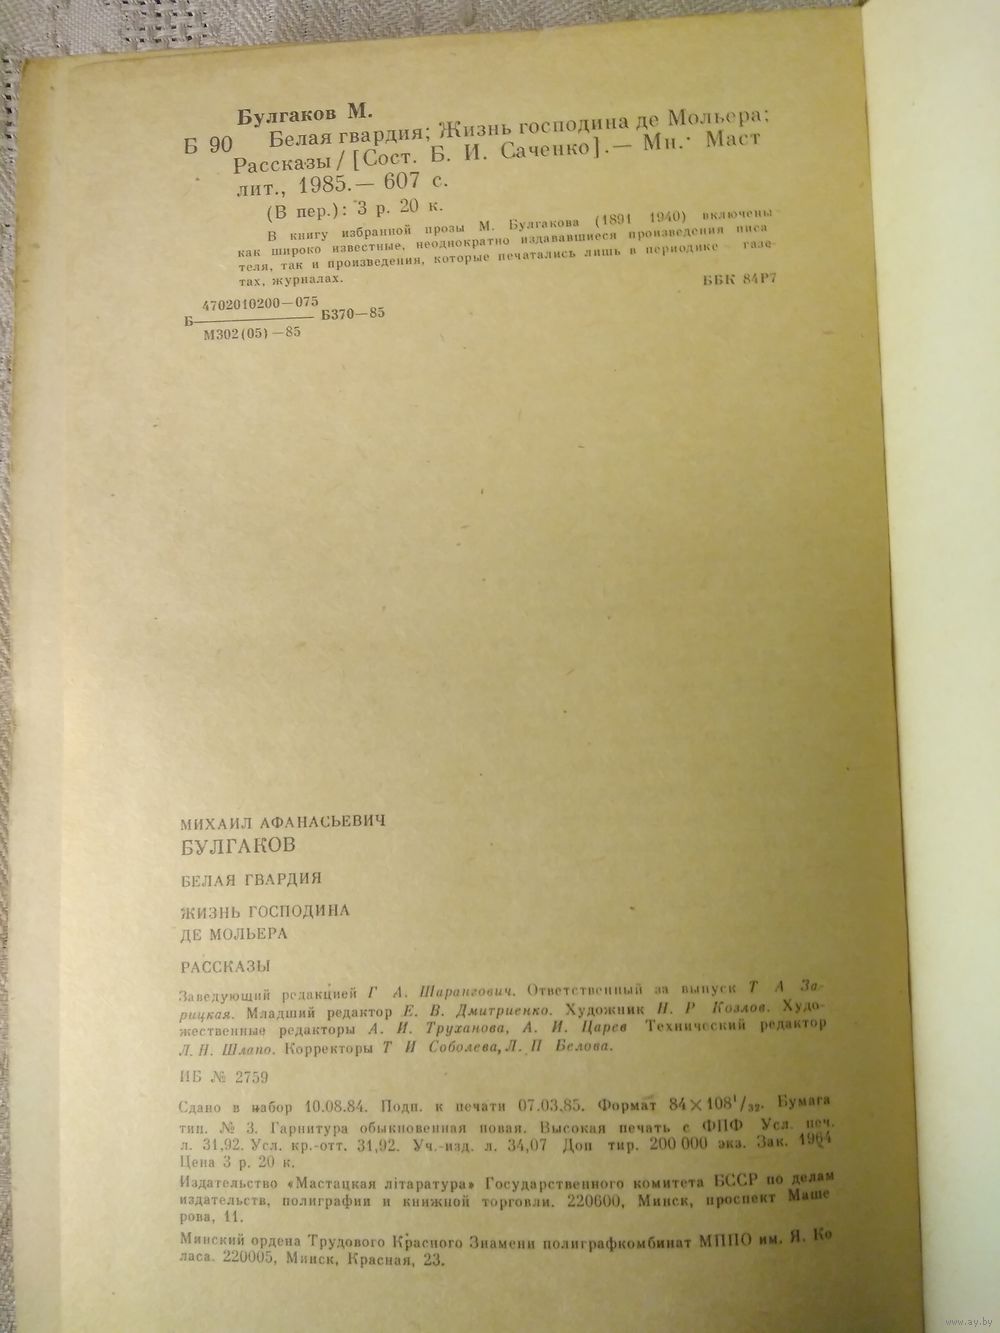 Булгаков М.
Б 90 Белая гвардия; Жизнь господина де Мольера;
Рассказы / [Сост. Б. И. Саченко]. — Мн.: Маст
лит., 1985. — 607 с.
(В пер.): 3 р. 20 к.
В книгу избранной прозы М. Булгакова (1891 1940) включены
как широко известные, неоднократно издававшиеся произведения писа
теля, так и произведения, которые печатались лишь в периодике газе
тах, журналах.
ББК 84Р7
4702010200—075
Б Б370—85
М302(05)—85
МИХАИЛ АФАНАСЬЕВИЧ
БУЛГАКОВ
БЕЛАЯ ГВАРДИЯ
ЖИЗНЬ ГОСПОДИНА
ДЕ МОЛЬЕРА
РАССКАЗЫ
Заведующий редакцией Г А. Шарангович. Ответственный за выпуск Т А За-
рицкая. Младший редактор Е. В. Дмитриенко. Художник Н. Р Козлов. Худо-
жественные редакторы А. И. Труханова, А. И. Царев Технический редактор
Л. Н. Шлапо. Корректоры Т И Соболева, Л. П Белова.
ИБ № 2759
Сдано в набор 10.08.84. Подп. к печати 07.03.85. Формат 84×108¹/₃₂. Бумага
тип. № 3. Гарнитура обыкновенная новая. Высокая печать с ФПФ Усл. печ.
л. 31,92. Усл. кр.-отт. 31,92. Уч.-изд. л. 34,07 Доп тир. 200 000 экз. Зак. 1964
Цена 3 р. 20 к.
Издательство «Мастацкая літаратура» Государственного комитета БССР по делам
издательств, полиграфии и книжной торговли. 220600, Минск, проспект Маше
рова, 11.
Минский ордена Трудового Красного Знамени полиграфкомбинат МППО им. Я. Ко
ласа. 220005, Минск, Красная, 23.
www.ay.by